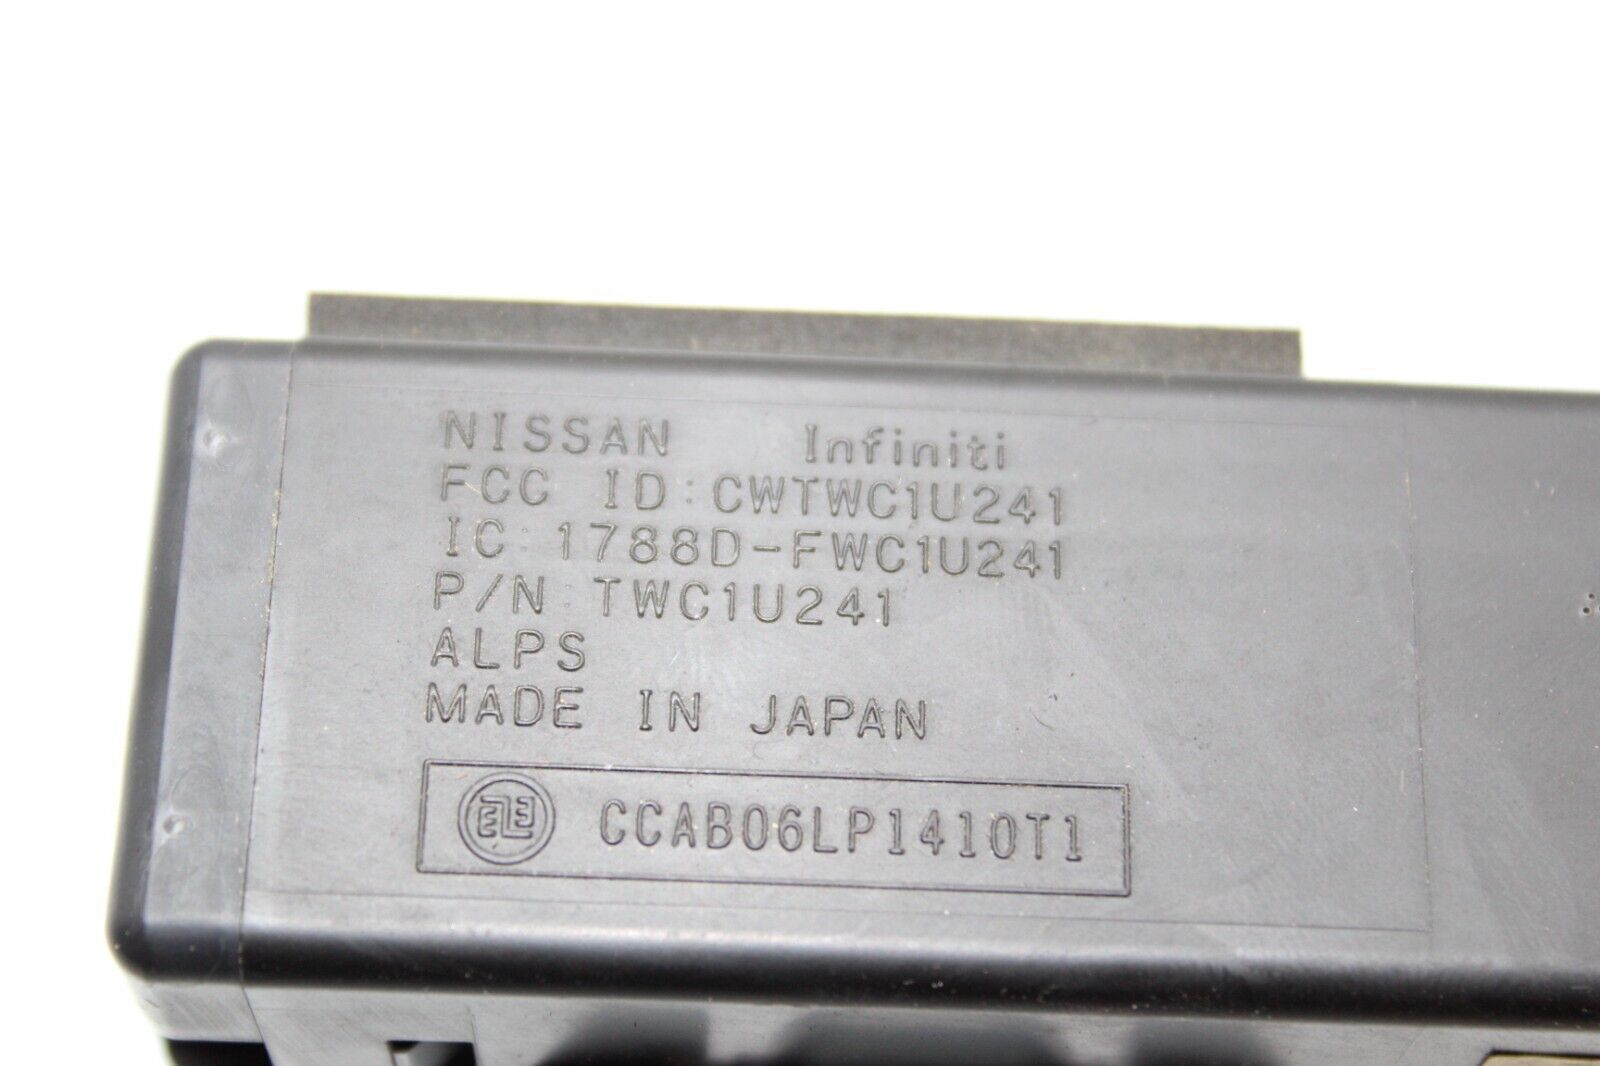 NISSAN Infiniti
FCC ID:CWTWC1U241
IC:1788D-FWC1U241
P/N:TWC1U241
ALPS
MADE IN JAPAN
CCAB06LP1410T1